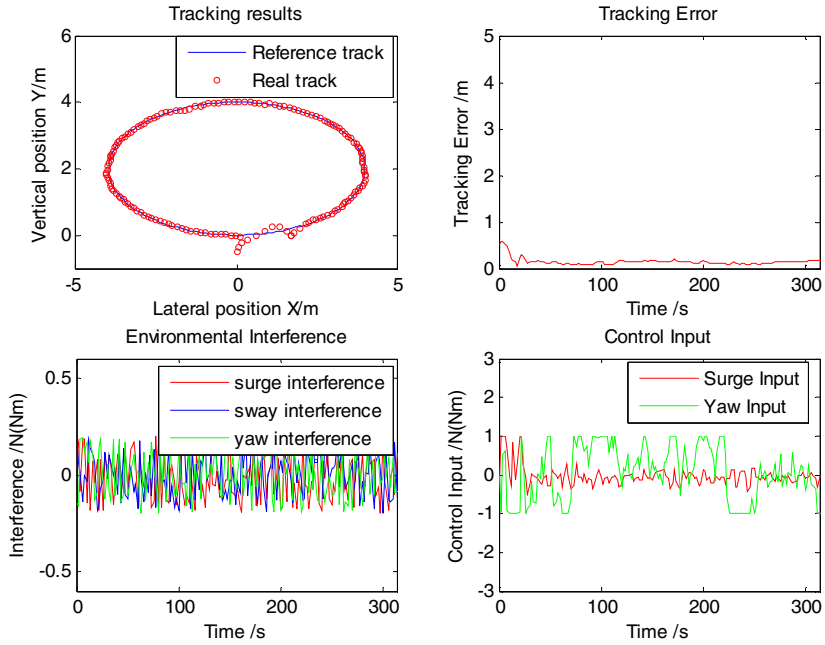 Tracking results
6
4
2
0
-5
0
5
Vertical position Y/m
Lateral position X/m
Reference track
Real track
Tracking Error
5
4
3
2
1
0
0
100
200
300
Tracking Error /m
Time /s
Environmental Interference
0.5
0
-0.5
0
100
200
300
Interference /N(Nm)
Time /s
surge interference
sway interference
yaw interference
Control Input
3
2
1
0
-1
-2
-3
0
100
200
300
Control Input /N(Nm)
Time /s
Surge Input
Yaw Input